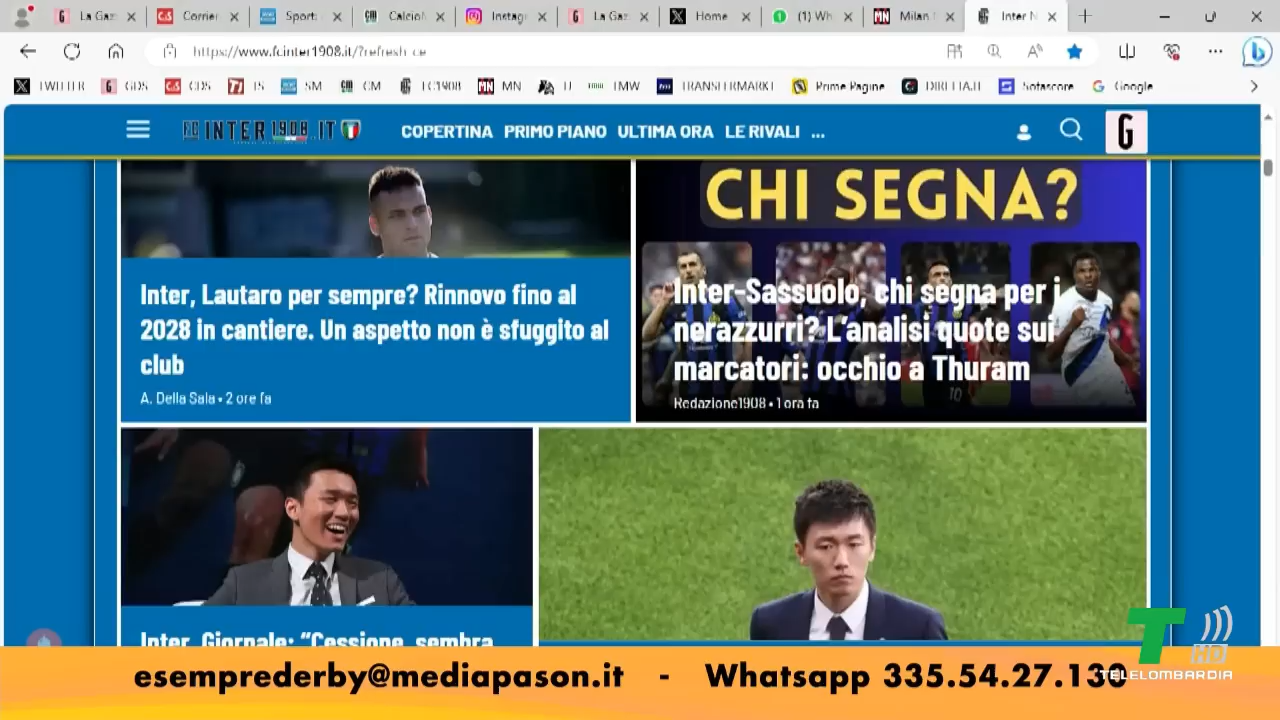 La Gaz
Corrier
Sport
Calciol
Instag
La Gaz
Home
(1) Wh
Milan
Inter N
https://www.fcinter1908.it/?refresh_ce
TWITTER
GDS
CDS
TS
SM
CM
FC1908
MN
TMW
TRANSFERMARKT
Prime Pagine
DIRETTA.IT
Sofascore
Google
FC INTER 1908.IT
COPERTINA PRIMO PIANO ULTIMA ORA LE RIVALI ...
G
CHI SEGNA?
Inter, Lautaro per sempre? Rinnovo fino al
2028 in cantiere. Un aspetto non è sfuggito al
club
A. Della Sala • 2 ore fa
Inter-Sassuolo, chi segna per i
nerazzurri? L’analisi quote sui
marcatori: occhio a Thuram
Redazione1908 • 1 ora fa
Inter, Giornale: “Cessione, sembra
esemprederby@mediapason.it - Whatsapp 335.54.27.130
T HD
TELELOMBARDIA